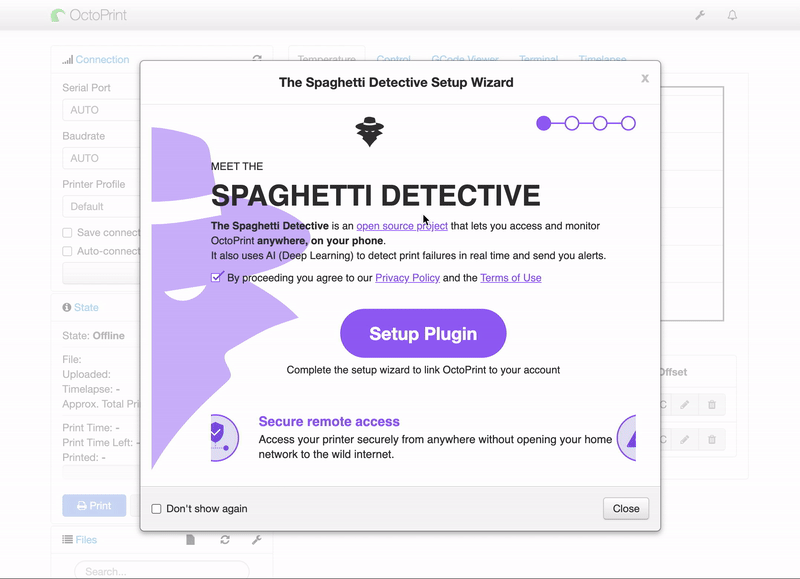 OctoPrint
Connection
Temperature
Control
GCode Viewer
Terminal
Timelapse
Serial Port
AUTO
Baudrate
AUTO
Printer Profile
Default
Save connect
Auto-connect
State
State: Offline
File:
Uploaded:
Timelapse: -
Approx. Total Pri
Print Time: -
Print Time Left: -
Printed: -
Print
Files
Search...
The Spaghetti Detective Setup Wizard
x
MEET THE
SPAGHETTI DETECTIVE
The Spaghetti Detective is an open source project that lets you access and monitor
OctoPrint anywhere, on your phone.
It also uses AI (Deep Learning) to detect print failures in real time and send you alerts.
By proceeding you agree to our Privacy Policy and the Terms of Use
Setup Plugin
Complete the setup wizard to link OctoPrint to your account
Secure remote access
Access your printer securely from anywhere without opening your home
network to the wild internet.
Don't show again
Close
Offset
C
C